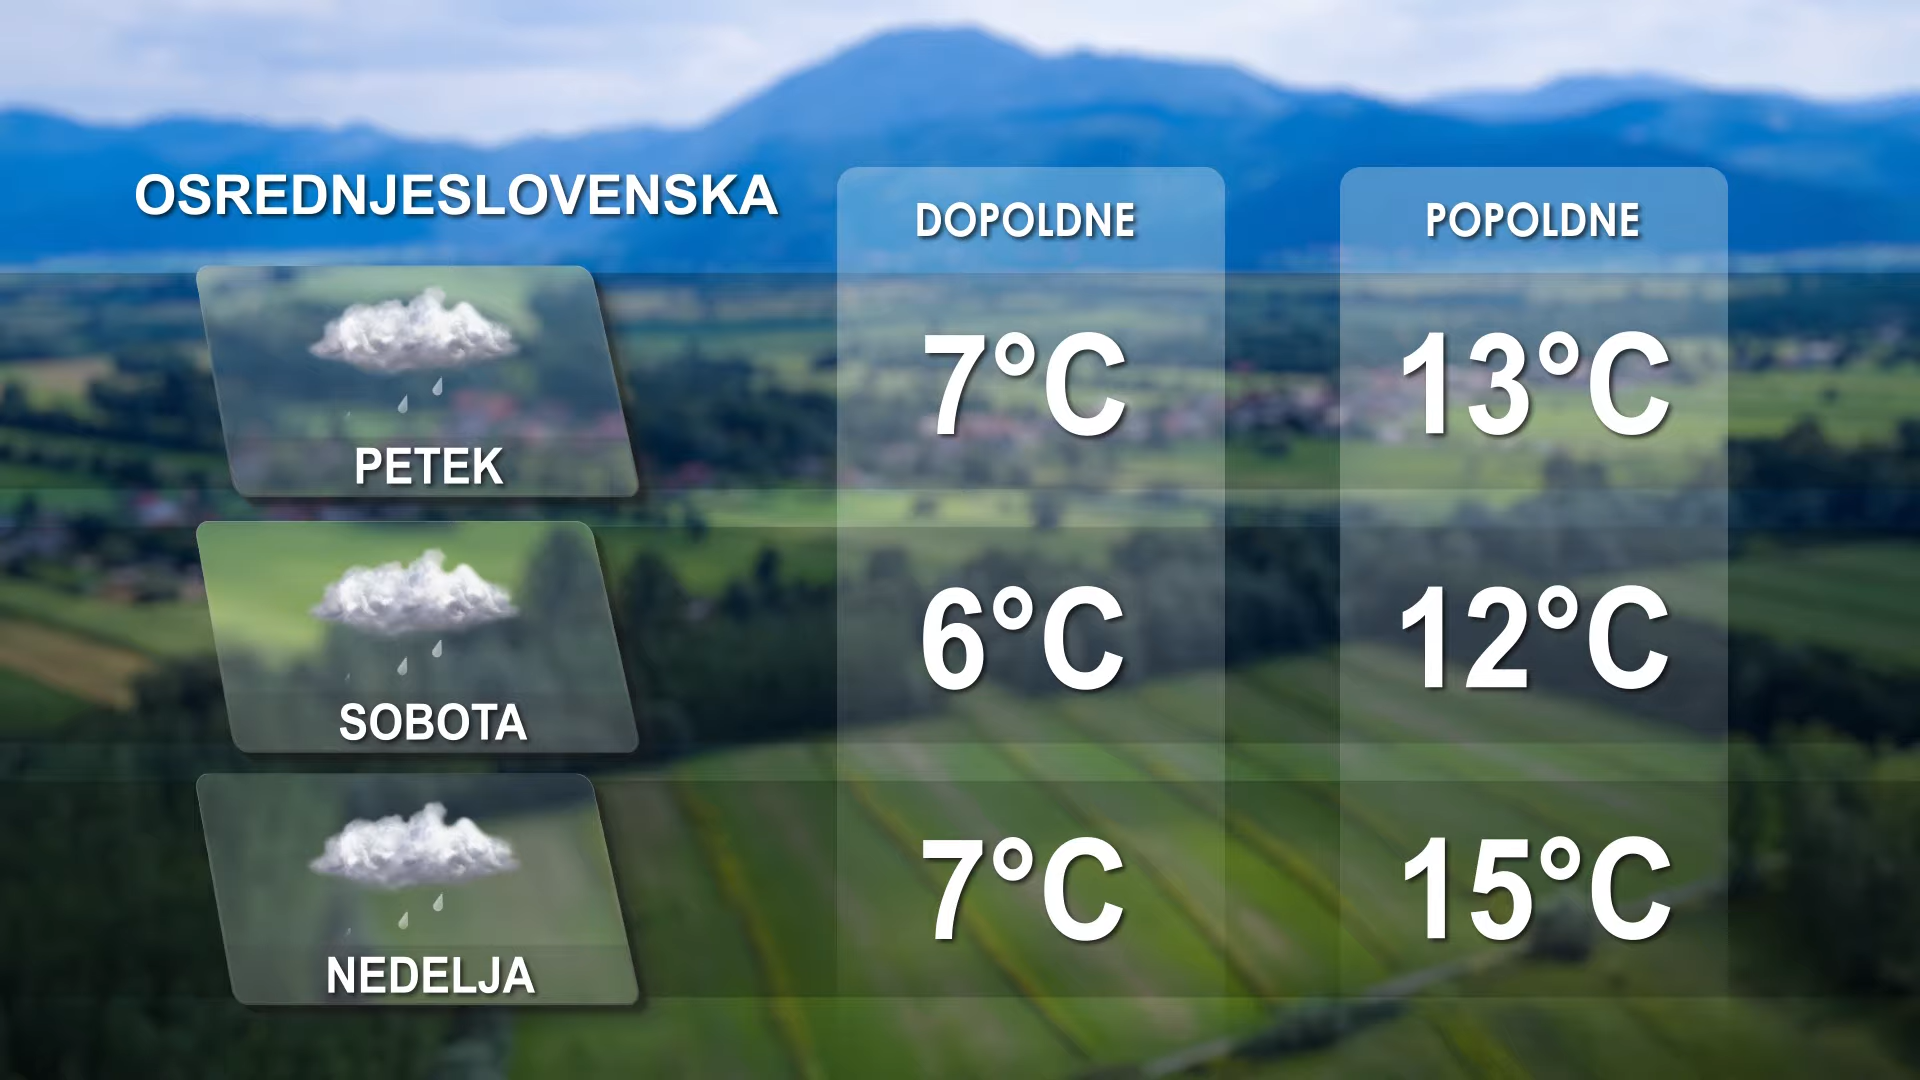 OSREDNJESLOVENSKA
DOPOLDNE
POPOLDNE
PETEK
7°C
13°C
SOBOTA
6°C
12°C
NEDELJA
7°C
15°C